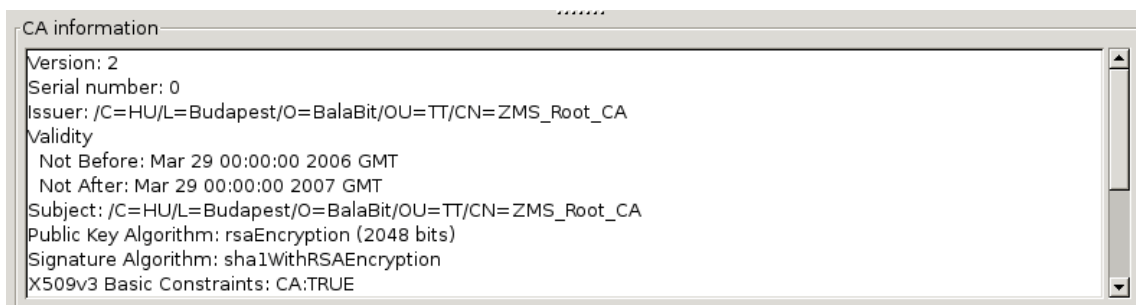 CA information
Version: 2
Serial number: 0
Issuer: /C=HU/L=Budapest/O=BalaBit/OU=TT/CN=ZMS_Root_CA
Validity
Not Before: Mar 29 00:00:00 2006 GMT
Not After: Mar 29 00:00:00 2007 GMT
Subject: /C=HU/L=Budapest/O=BalaBit/OU=TT/CN=ZMS_Root_CA
Public Key Algorithm: rsaEncryption (2048 bits)
Signature Algorithm: sha1WithRSAEncryption
X509v3 Basic Constraints: CA:TRUE